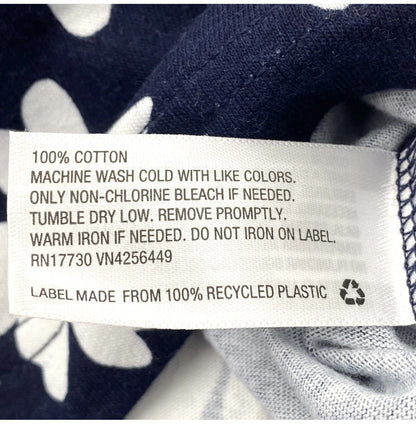 100% COTTON
MACHINE WASH COLD WITH LIKE COLORS.
ONLY NON-CHLORINE BLEACH IF NEEDED.
TUMBLE DRY LOW. REMOVE PROMPTLY.
WARM IRON IF NEEDED. DO NOT IRON ON LABEL.
RN17730 VN4256449
LABEL MADE FROM 100% RECYCLED PLASTIC